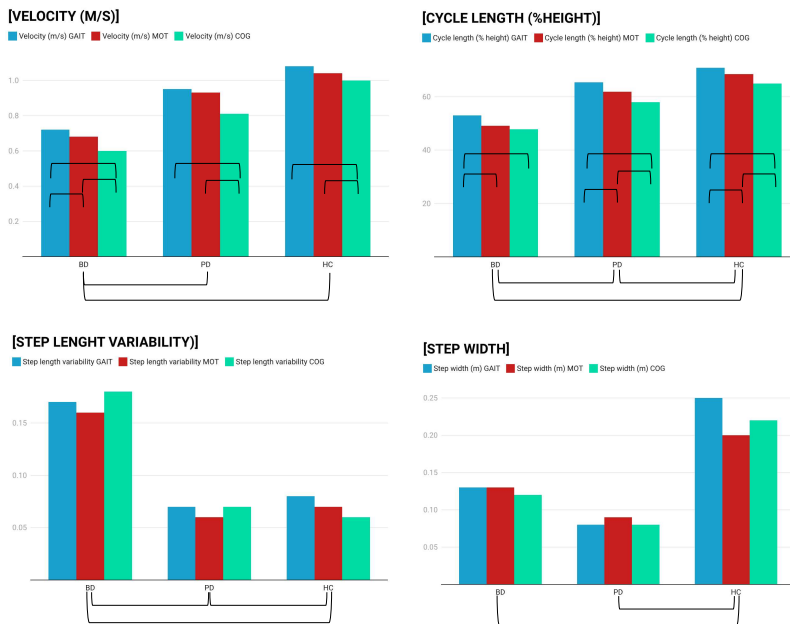 [VELOCITY (M/S)]
Velocity (m/s) GAIT Velocity (m/s) MOT Velocity (m/s) COG
1.0
0.8
0.6
0.4
0.2
BD PD HC
[CYCLE LENGTH (%HEIGHT)]
Cycle length (% height) GAIT Cycle length (% height) MOT Cycle length (% height) COG
60
40
20
BD PD HC
[STEP LENGHT VARIABILITY)]
Step length variability GAIT Step length variability MOT Step length variability COG
0.15
0.10
0.05
BD PD HC
[STEP WIDTH]
Step width (m) GAIT Step width (m) MOT Step width (m) COG
0.25
0.20
0.15
0.10
0.05
BD PD HC